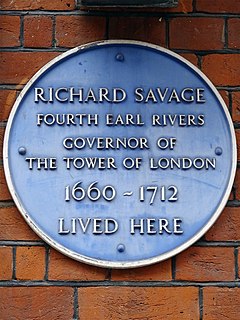 RICHARD SAVAGE
FOURTH EARL RIVERS
GOVERNOR OF
THE TOWER OF LONDON
1660 ~ 1712
LIVED HERE